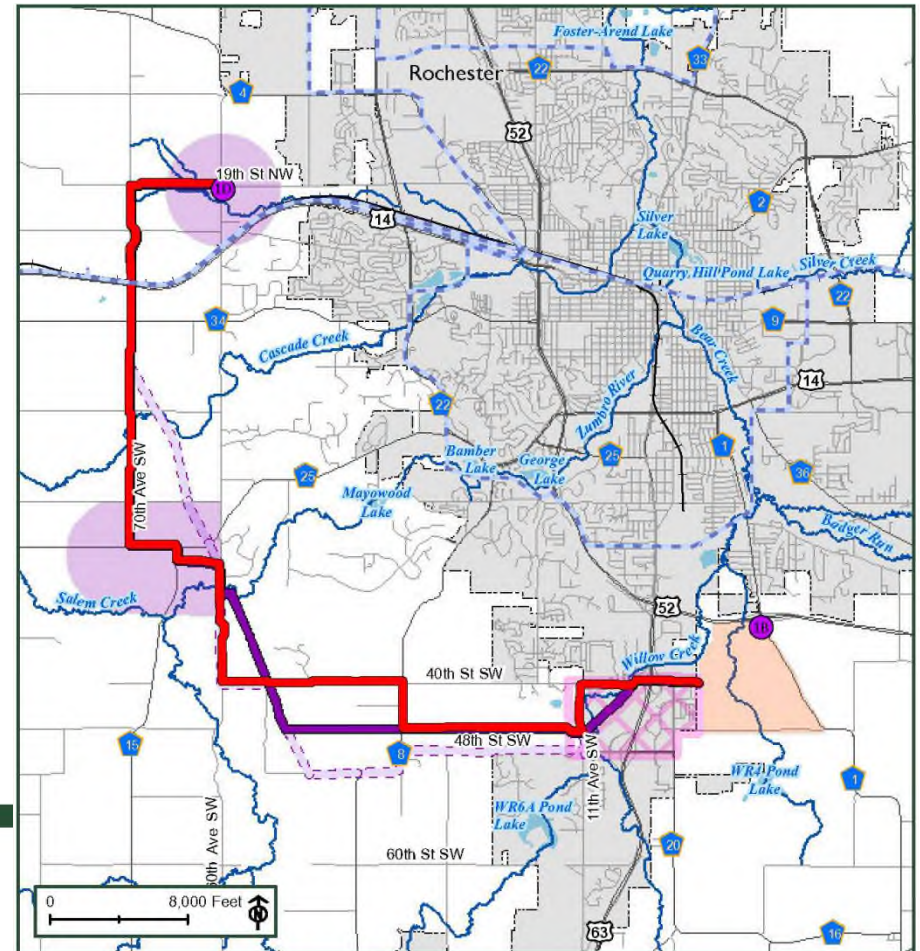 Foster-Arend Lake
33
Rochester
22
4
52
19th St NW
1D
2
14
Silver Lake
Quarry Hill Pond Lake
Silver Creek
22
34
9
Cascade Creek
Bear Creek
14
22
Zumbro River
1
Bamber Lake
George Lake
25
25
36
Mayowood Lake
70th Ave SW
Badger Run
Salem Creek
52
1B
Willow Creek
40th St SW
48th St SW
15
8
11th Ave SW
WR4 Pond Lake
1
WR6A Pond Lake
20
60th St SW
60th Ave SW
0 8,000 Feet
N
63
16